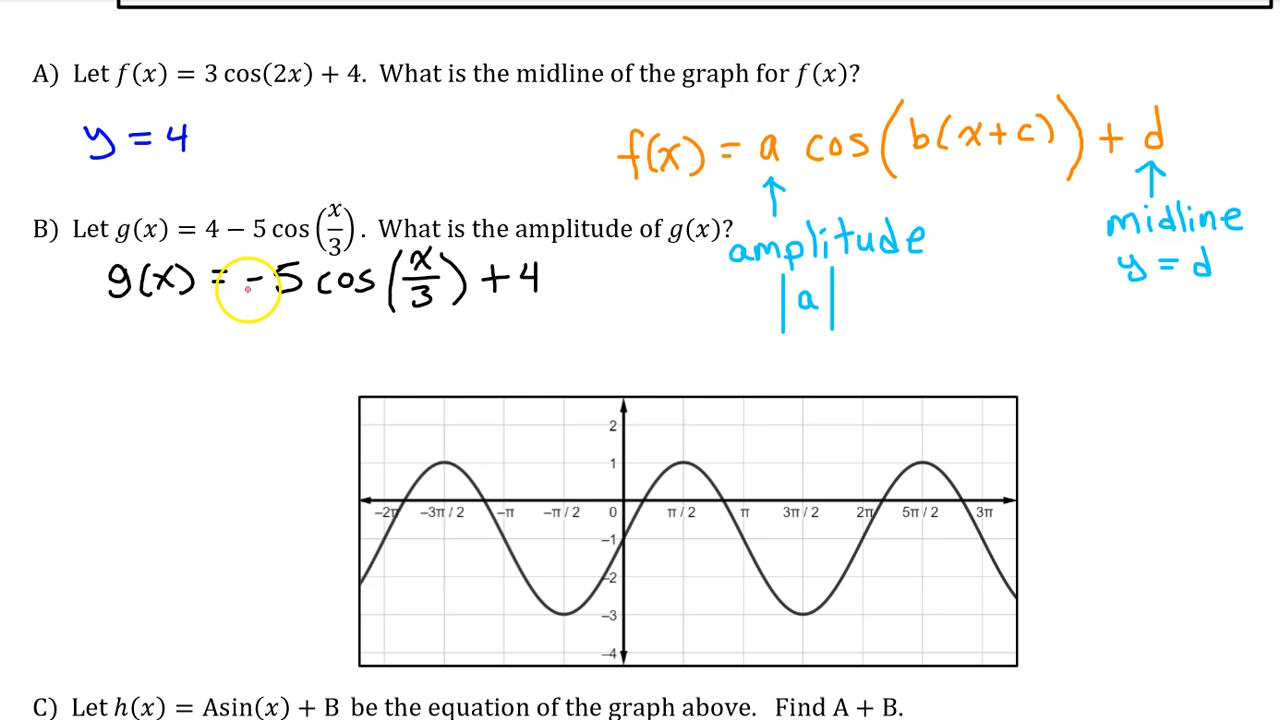 A) Let f(x) = 3 cos(2x) + 4. What is the midline of the graph for f(x)?
y = 4
f(x) = a cos(b(x+c)) + d
B) Let g(x) = 4 − 5 cos(x/3). What is the amplitude of g(x)?
amplitude
|a|
midline
y = d
g(x) = -5 cos(x/3) + 4
2
1
−2π −3π / 2 −π −π / 2 0 π / 2 π 3π / 2 2π 5π / 2 3π
−1
−2
−3
−4
C) Let h(x) = Asin(x) + B be the equation of the graph above. Find A + B.